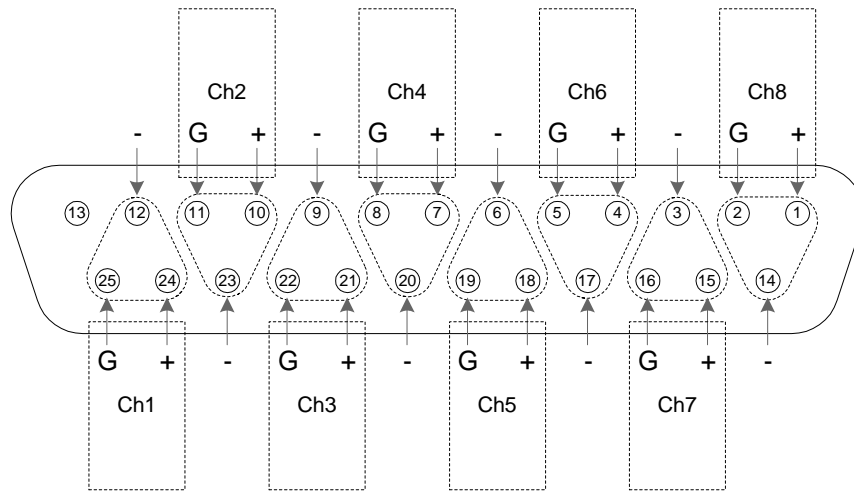 Ch2 Ch4 Ch6 Ch8
- G + - G + - G + - G +
13 12 11 10 9 8 7 6 5 4 3 2 1
25 24 23 22 21 20 19 18 17 16 15 14
G + - G + - G + - G + -
Ch1 Ch3 Ch5 Ch7